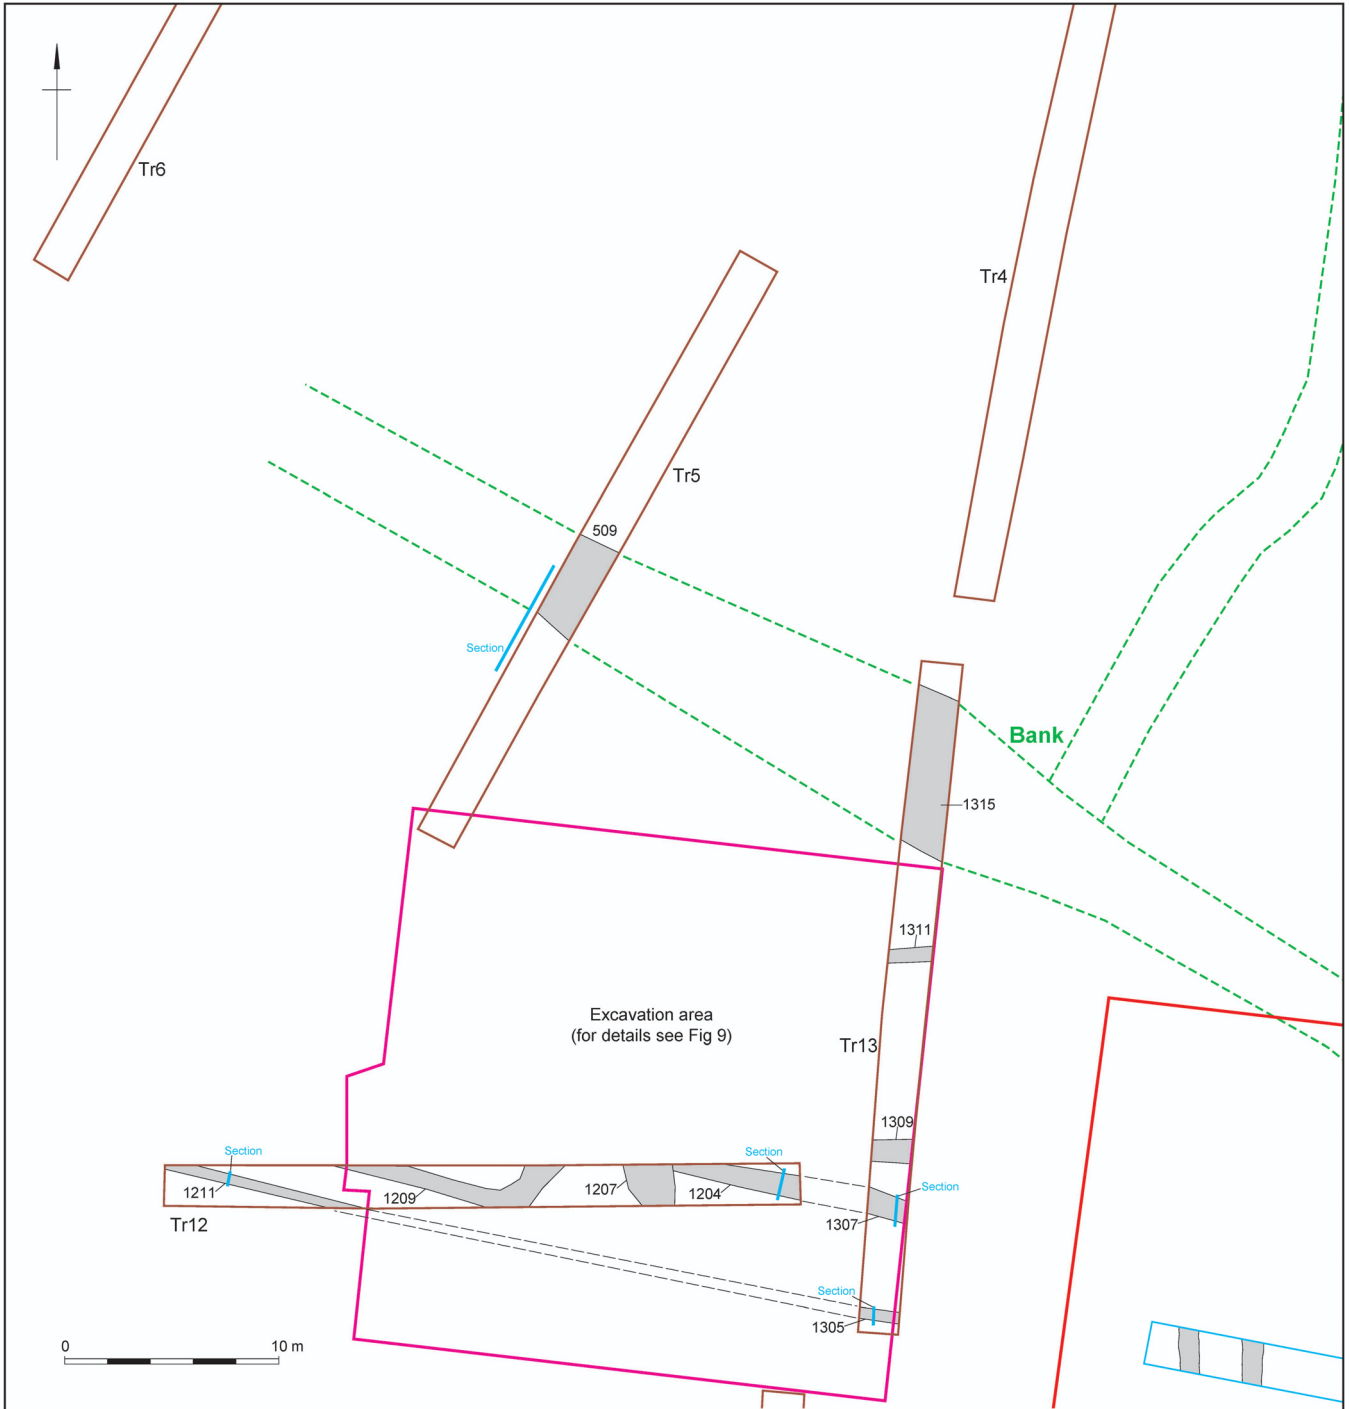 Tr6
Tr4
Tr5
509
Section
Bank
1315
1311
Excavation area
(for details see Fig 9)
Tr13
1309
Section
Section
Section
1211
1209
1207
1204
1307
Tr12
Section
1305
0 10 m